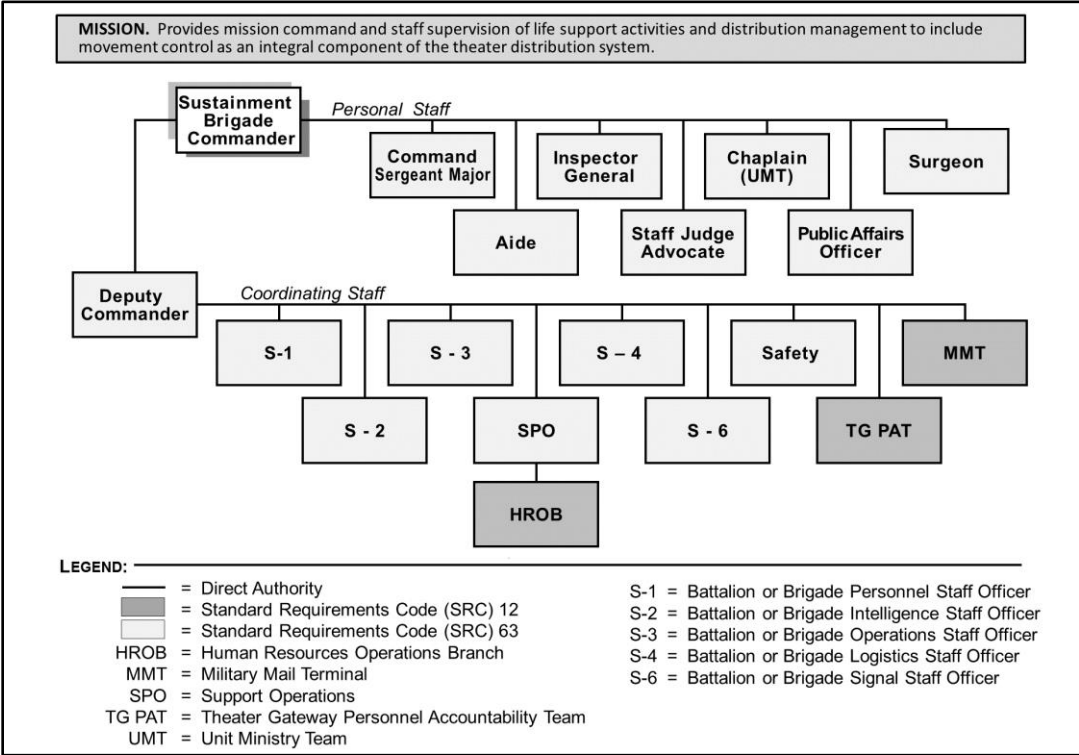 MISSION. Provides mission command and staff supervision of life support activities and distribution management to include
movement control as an integral component of the theater distribution system.
Sustainment
Brigade
Commander
Personal Staff
Command
Sergeant Major
Inspector
General
Chaplain
(UMT)
Surgeon
Aide
Staff Judge
Advocate
Public Affairs
Officer
Deputy
Commander
Coordinating Staff
S-1
S - 3
S – 4
Safety
MMT
S - 2
SPO
S - 6
TG PAT
HROB
LEGEND:
= Direct Authority
= Standard Requirements Code (SRC) 12
= Standard Requirements Code (SRC) 63
HROB = Human Resources Operations Branch
MMT = Military Mail Terminal
SPO = Support Operations
TG PAT = Theater Gateway Personnel Accountability Team
UMT = Unit Ministry Team
S-1 = Battalion or Brigade Personnel Staff Officer
S-2 = Battalion or Brigade Intelligence Staff Officer
S-3 = Battalion or Brigade Operations Staff Officer
S-4 = Battalion or Brigade Logistics Staff Officer
S-6 = Battalion or Brigade Signal Staff Officer